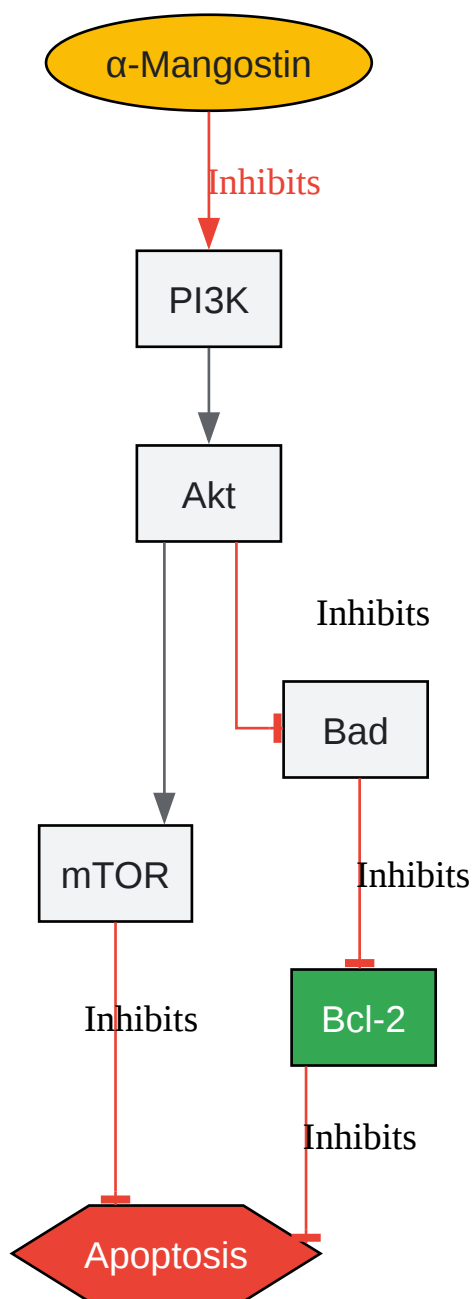 α-Mangostin
Inhibits
PI3K
Akt
Inhibits
Bad
mTOR
Inhibits
Bcl-2
Inhibits
Inhibits
Apoptosis